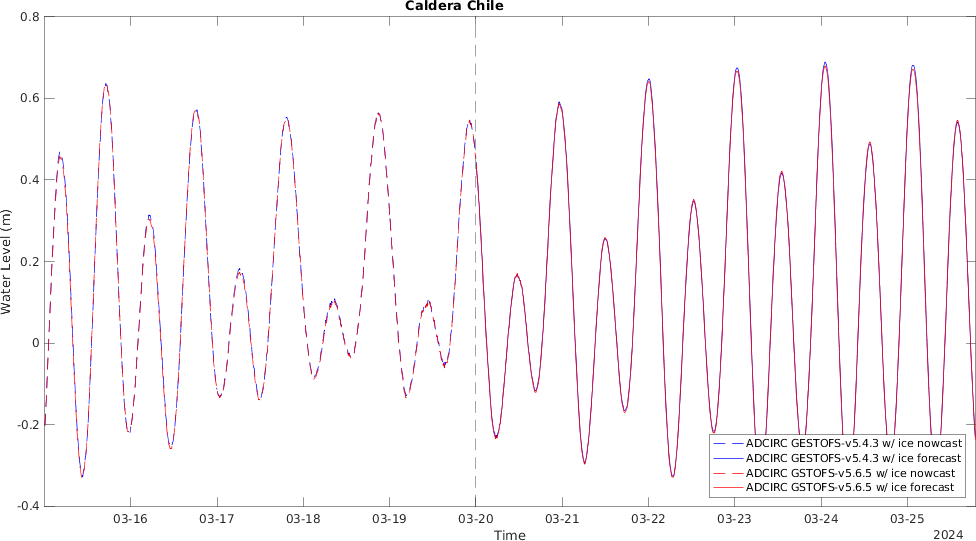 Caldera Chile
0.8
0.6
0.4
0.2
0
-0.2
-0.4
Water Level (m)
ADCIRC GESTOFS-v5.4.3 w/ ice nowcast
ADCIRC GESTOFS-v5.4.3 w/ ice forecast
ADCIRC GSTOFS-v5.6.5 w/ ice nowcast
ADCIRC GSTOFS-v5.6.5 w/ ice forecast
03-16 03-17 03-18 03-19 03-20 03-21 03-22 03-23 03-24 03-25
Time
2024